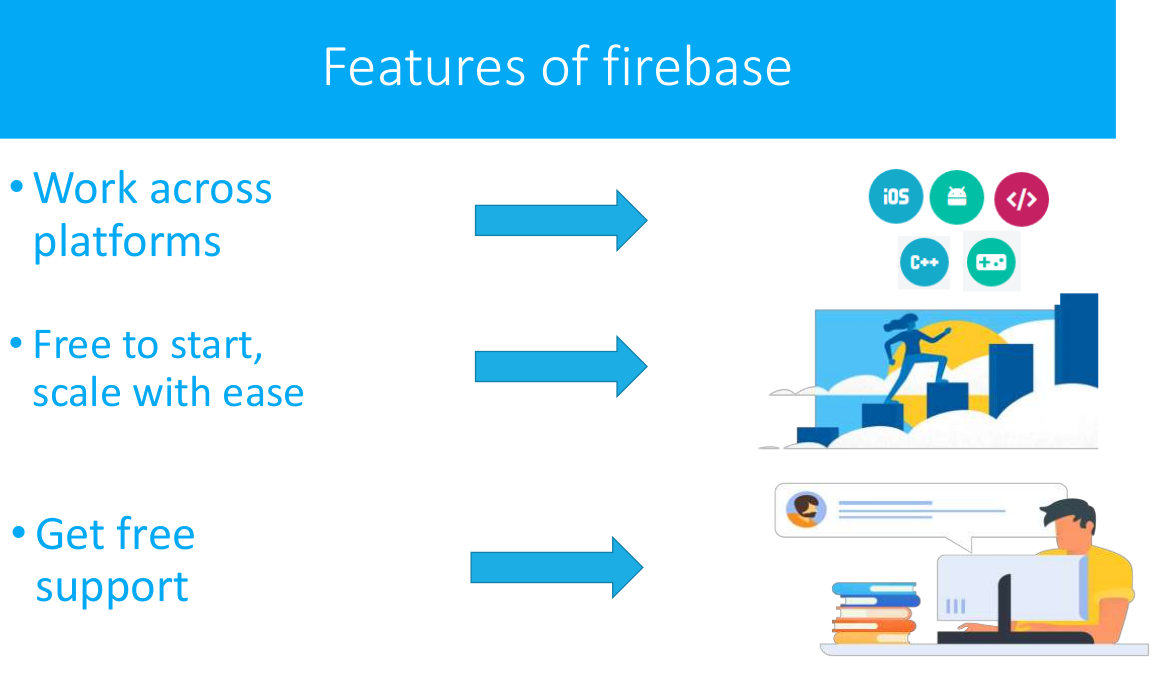 Features of firebase
• Work across
platforms
iOS
</>
C++
• Free to start,
scale with ease
• Get free
support